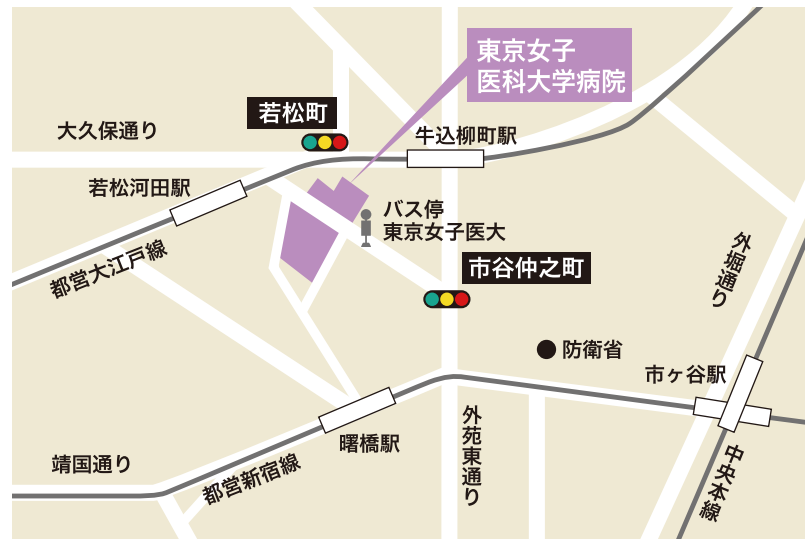 東京女子
医科大学病院
若松町
大久保通り
牛込柳町駅
若松河田駅
バス停
東京女子医大
都営大江戸線
市谷仲之町
外堀通り
防衛省
市ヶ谷駅
外苑東通り
曙橋駅
靖国通り
都営新宿線
中央本線